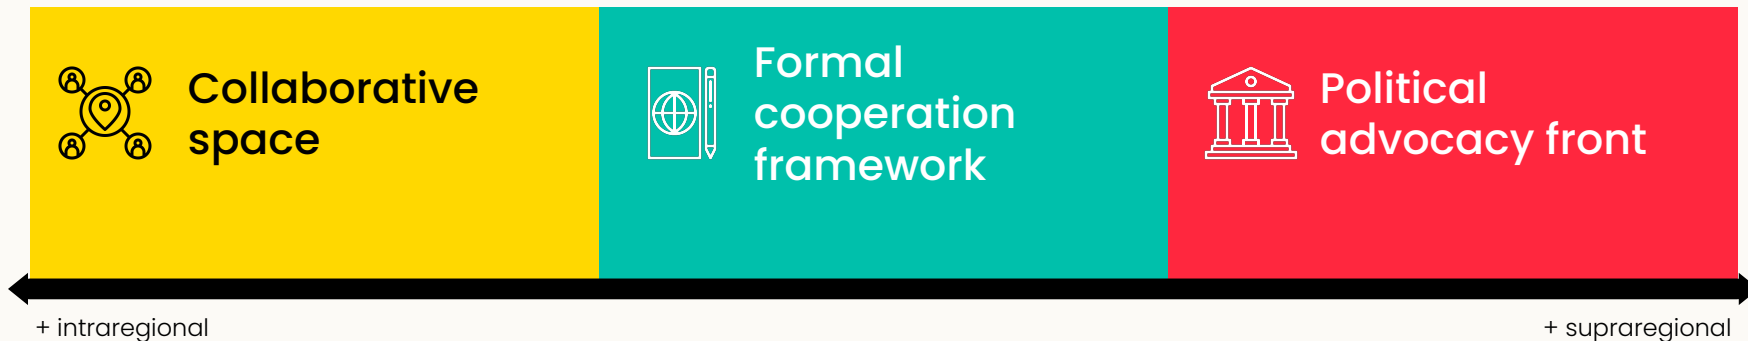 Collaborative
space
Formal
cooperation
framework
Political
advocacy front
+ intraregional
+ supraregional